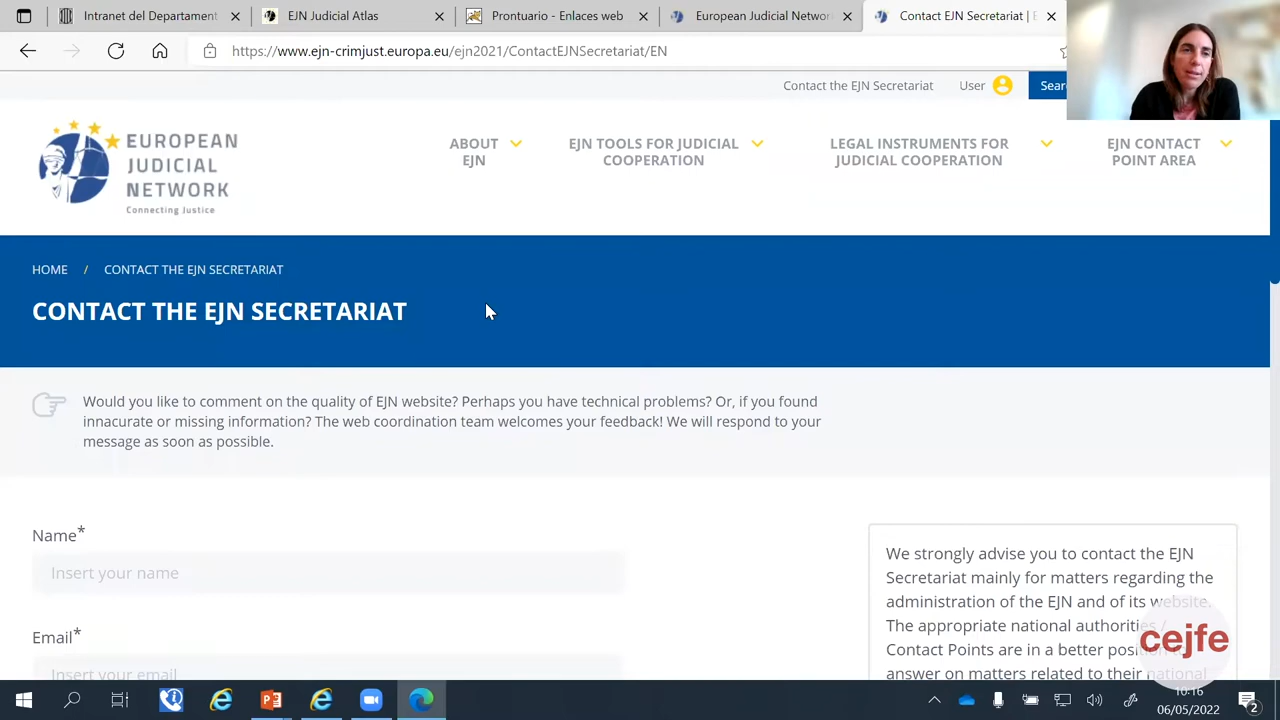 Intranet del Departament
EJN Judicial Atlas
Prontuario - Enlaces web
European Judicial Netwo
Contact EJN Secretariat | E
https://www.ejn-crimjust.europa.eu/ejn2021/ContactEJNSecretariat/EN
Contact the EJN Secretariat
User
Sear
EUROPEAN
JUDICIAL
NETWORK
Connecting Justice
ABOUT
EJN
EJN TOOLS FOR JUDICIAL
COOPERATION
LEGAL INSTRUMENTS FOR
JUDICIAL COOPERATION
EJN CONTACT
POINT AREA
HOME / CONTACT THE EJN SECRETARIAT
CONTACT THE EJN SECRETARIAT
Would you like to comment on the quality of EJN website? Perhaps you have technical problems? Or, if you found
innacurate or missing information? The web coordination team welcomes your feedback! We will respond to your
message as soon as possible.
Name*
Insert your name
Email*
Insert your email
We strongly advise you to contact the EJN
Secretariat mainly for matters regarding the
administration of the EJN and of its website.
The appropriate national authorities /
Contact Points are in a better position to
answer on matters related to their national
cejfe
10:16
06/05/2022
2